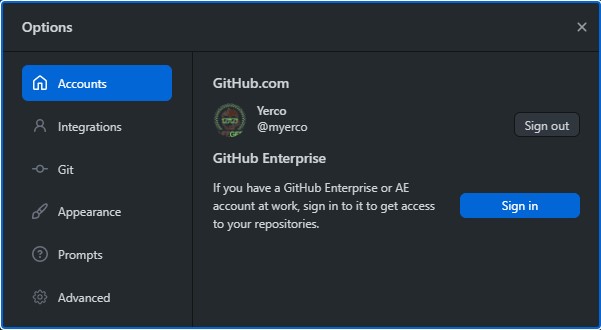 Options
Accounts
Integrations
Git
Appearance
Prompts
Advanced
GitHub.com
Yerco
@myerco
Sign out
GitHub Enterprise
If you have a GitHub Enterprise or AE
account at work, sign in to it to get access
to your repositories.
Sign in